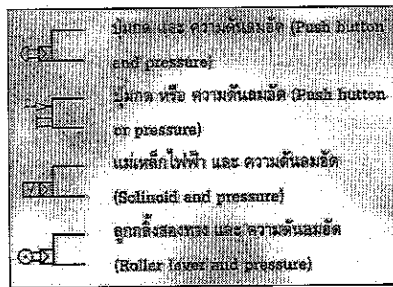 ปุ่มกด และ ความดันลมอัด (Push button
and pressure)
ปุ่มกด หรือ ความดันลมอัด (Push button
or pressure)
แม่เหล็กไฟฟ้า และ ความดันลมอัด
(Solinoid and pressure)
ลูกกลิ้งสองทาง และ ความดันลมอัด
(Roller lever and pressure)